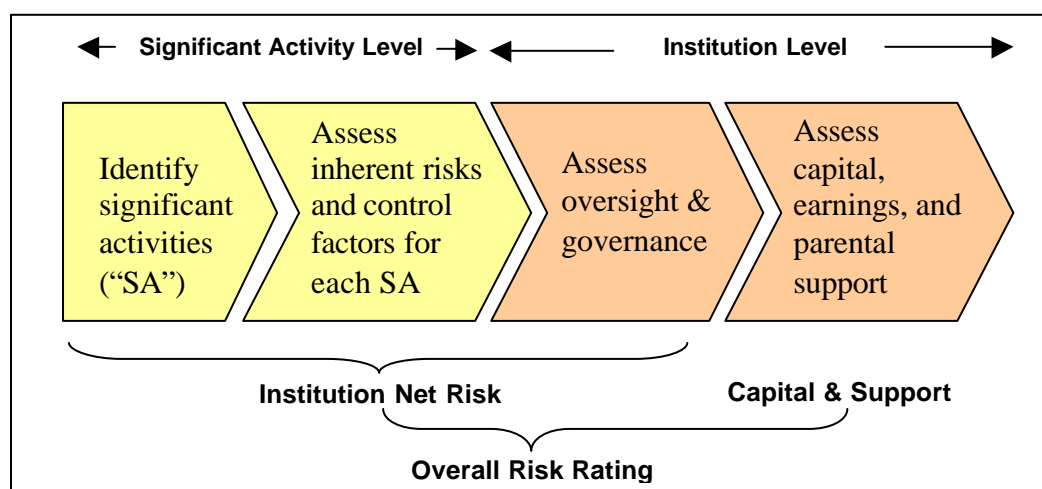 Significant Activity Level
Institution Level
Identify
significant
activities
(“SA”)
Assess
inherent risks
and control
factors for
each SA
Assess
oversight &
governance
Assess
capital,
earnings, and
parental
support
Institution Net Risk
Capital & Support
Overall Risk Rating